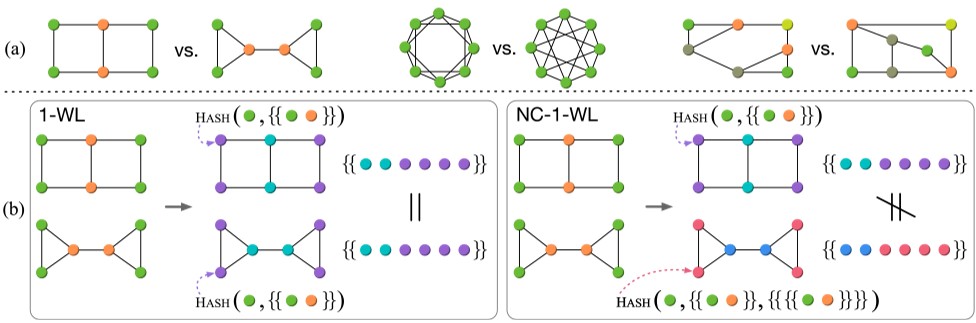 (a) vs. vs. vs.
(b)
1-WL
HASH ( , {{ }})
{{ }}
||
{{ }}
HASH ( , {{ }})
NC-1-WL
HASH ( , {{ }})
{{ }}
{{ }}
HASH ( , {{ }}, {{ {{ }} }})